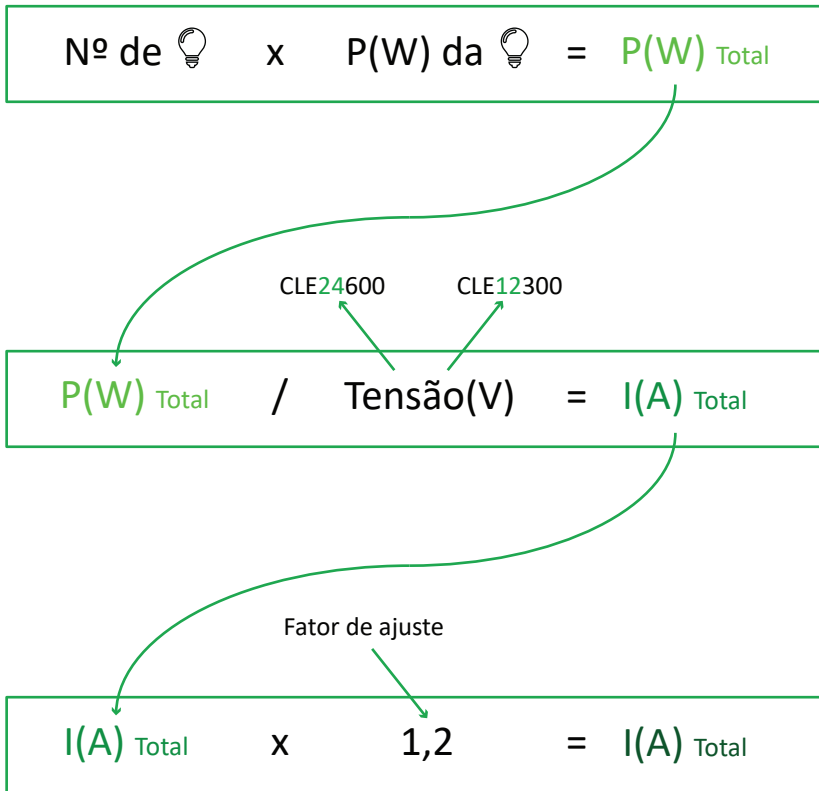 Nº de x P(W) da = P(W) Total
CLE24600 CLE12300
P(W) Total / Tensão(V) = I(A) Total
Fator de ajuste
I(A) Total x 1,2 = I(A) Total